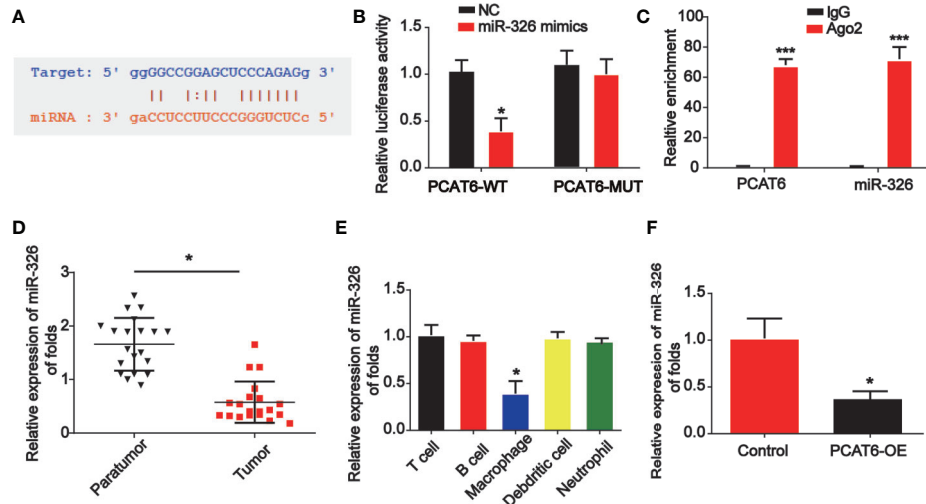 A
Target: 5' ggGGCCGGAGCUCCCAGAGg 3'
|| |:|| |||||||
miRNA : 3' gaCCUCCUUCCCGGGUCUCc 5'
B
NC
miR-326 mimics
Realtive luciferase activity
1.5
1.0
0.5
0.0
*
PCAT6-WT
PCAT6-MUT
C
IgG
Ago2
Realtive enrichment
100
80
60
40
20
0
***
***
PCAT6
miR-326
D
Relative expression of miR-326
of folds
3
2
1
0
*
Paratumor
Tumor
E
Relative expression of miR-326
of folds
1.5
1.0
0.5
0.0
*
T cell
B cell
Macrophage
Debdritic cell
Neutrophil
F
Relative expression of miR-326
of folds
1.5
1.0
0.5
0.0
*
Control
PCAT6-OE